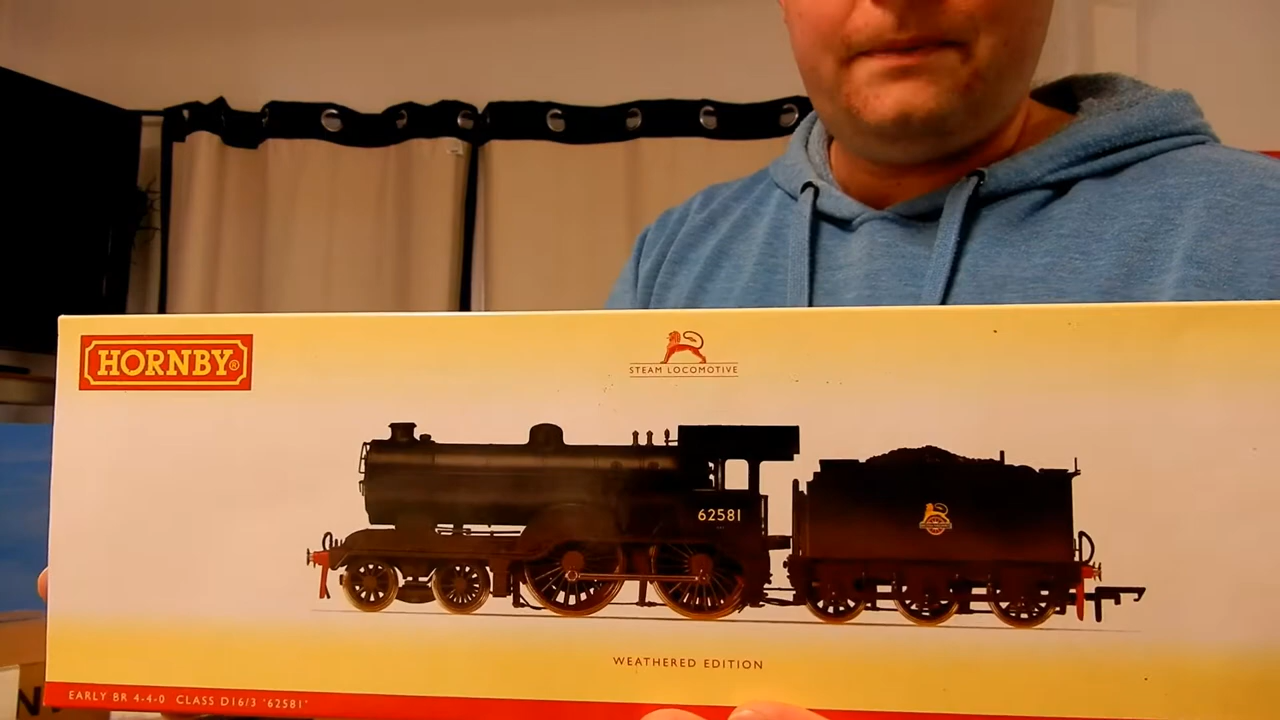 HORNBY®
STEAM LOCOMOTIVE
62581
WEATHERED EDITION
EARLY BR 4-4-0 CLASS D16/3 '62581'
N